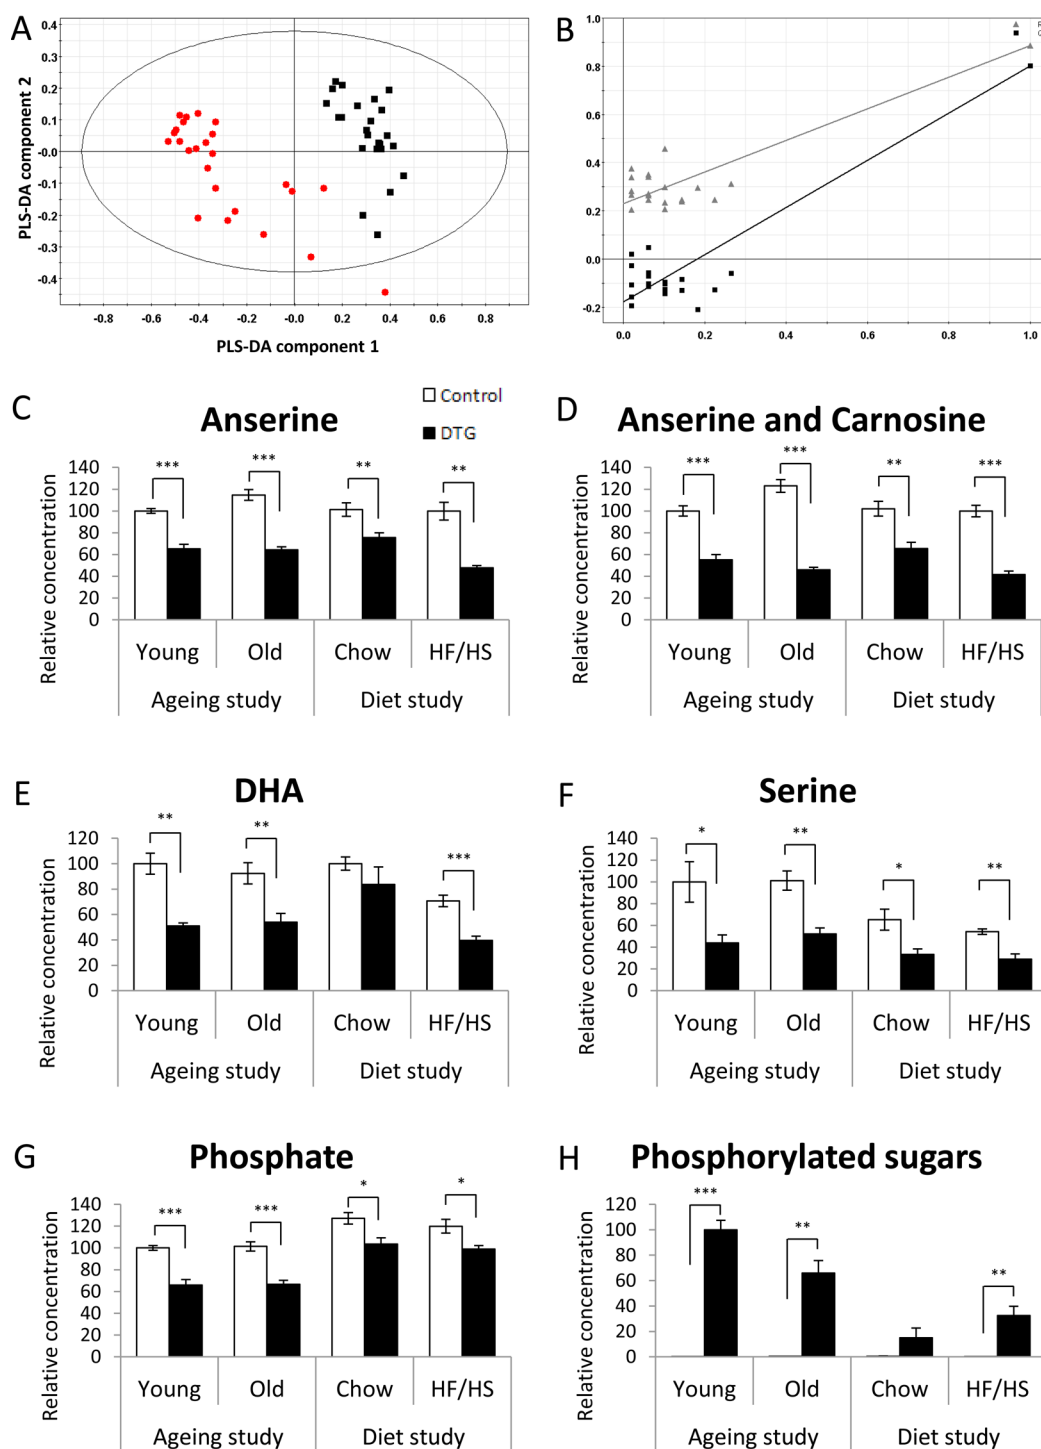 A
PLS-DA component 2
0.4
0.3
0.2
0.1
-0.0
-0.1
-0.2
-0.3
-0.4
-0.8 -0.6 -0.4 -0.2 -0.0 0.2 0.4 0.6 0.8
PLS-DA component 1
B
1.0
0.8
0.6
0.4
0.2
0.0
-0.2
0.0 0.2 0.4 0.6 0.8 1.0
R
Control
DTG
C
Anserine
Relative concentration
140
120
100
80
60
40
20
0
*** *** ** **
Young Old Chow HF/HS
Ageing study Diet study
D
Anserine and Carnosine
Relative concentration
140
120
100
80
60
40
20
0
*** *** ** ***
Young Old Chow HF/HS
Ageing study Diet study
E
DHA
Relative concentration
120
100
80
60
40
20
0
** ** ***
Young Old Chow HF/HS
Ageing study Diet study
F
Serine
Relative concentration
140
120
100
80
60
40
20
0
* ** * **
Young Old Chow HF/HS
Ageing study Diet study
G
Phosphate
Relative concentration
140
120
100
80
60
40
20
0
*** *** * *
Young Old Chow HF/HS
Ageing study Diet study
H
Phosphorylated sugars
Relative concentration
120
100
80
60
40
20
0
*** ** **
Young Old Chow HF/HS
Ageing study Diet study